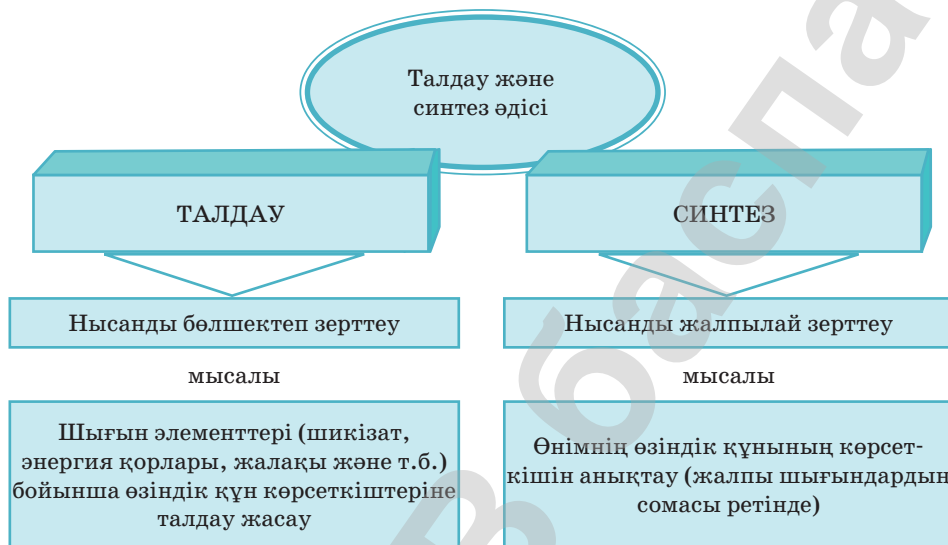 Талдау және
синтез әдісі
ТАЛДАУ
СИНТЕЗ
Нысанды бөлшектеп зерттеу
Нысанды жалпылай зерттеу
мысалы
мысалы
Шығын элементтері (шикізат,
энергия қорлары, жалақы және т.б.)
бойынша өзіндік құн көрсеткіштеріне
талдау жасау
Өнімнің өзіндік құнының көрсет-
кішін анықтау (жалпы шығындардың
сомасы ретінде)